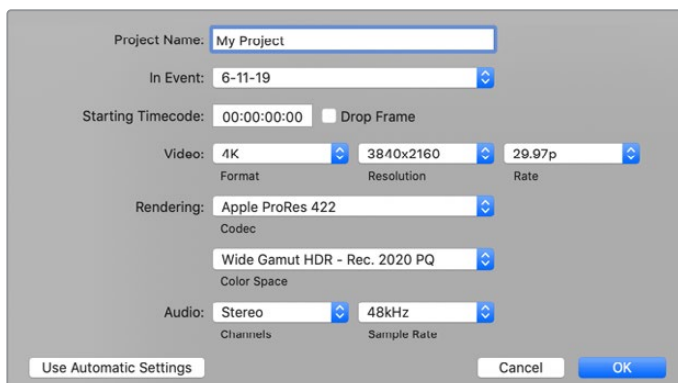 Project Name: My Project
In Event: 6-11-19
Starting Timecode: 00:00:00:00 Drop Frame
Video: 4K 3840x2160 29.97p
Format Resolution Rate
Rendering: Apple ProRes 422
Codec
Wide Gamut HDR - Rec. 2020 PQ
Color Space
Audio: Stereo 48kHz
Channels Sample Rate
Use Automatic Settings Cancel OK